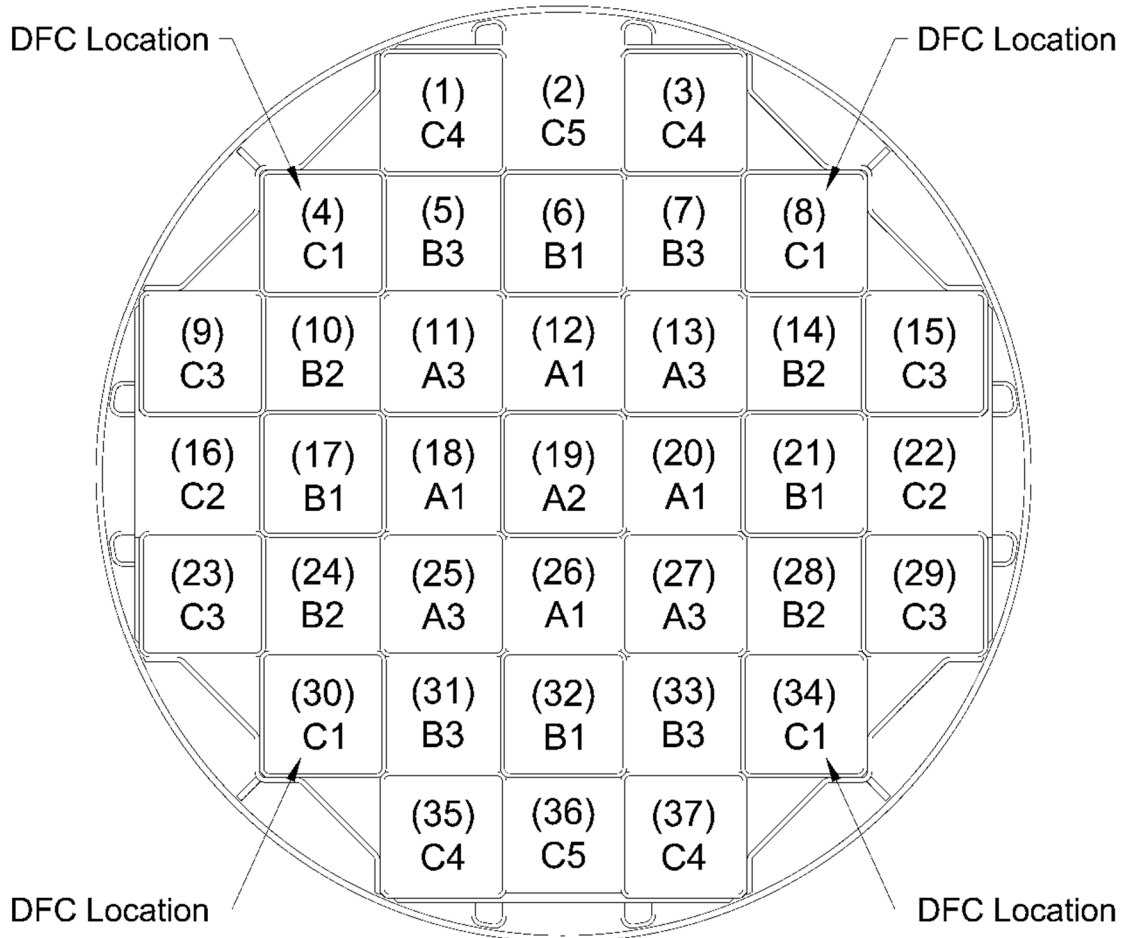 DFC Location
DFC Location
(1) (2) (3)
C4 C5 C4
(4) (5) (6) (7) (8)
C1 B3 B1 B3 C1
(9) (10) (11) (12) (13) (14) (15)
C3 B2 A3 A1 A3 B2 C3
(16) (17) (18) (19) (20) (21) (22)
C2 B1 A1 A2 A1 B1 C2
(23) (24) (25) (26) (27) (28) (29)
C3 B2 A3 A1 A3 B2 C3
(30) (31) (32) (33) (34)
C1 B3 B1 B3 C1
(35) (36) (37)
C4 C5 C4
DFC Location
DFC Location